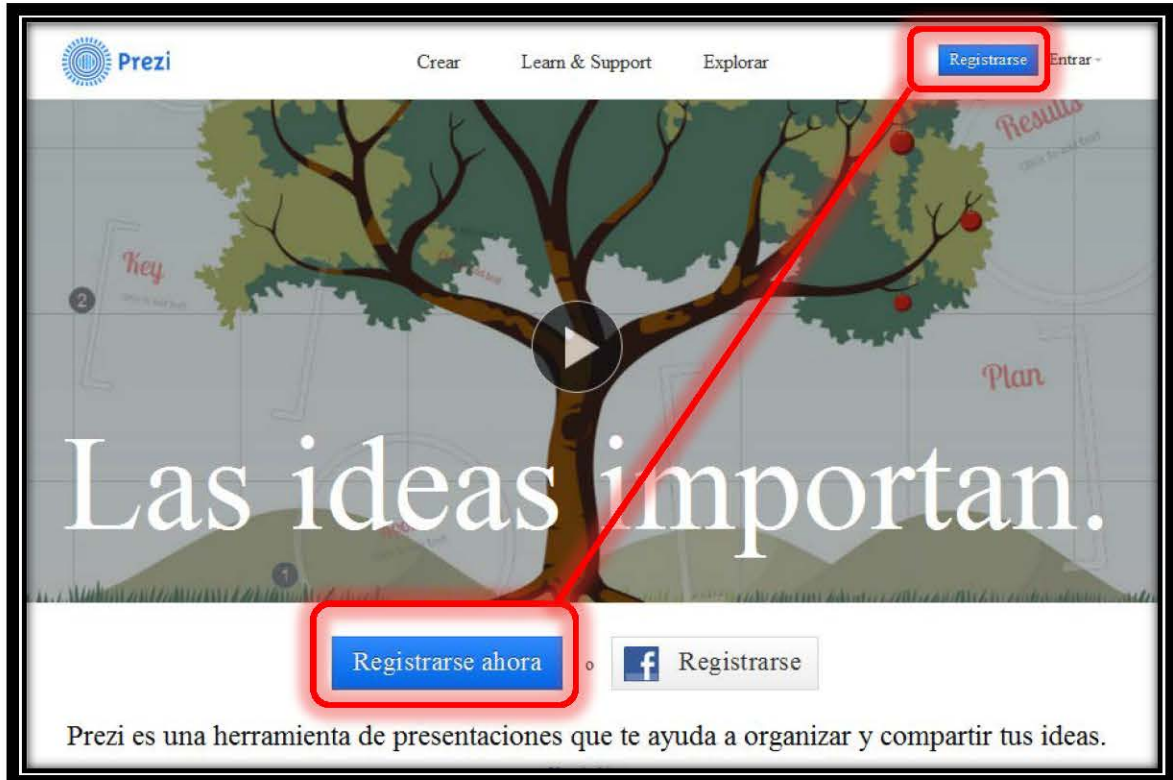 Prezi Crear Learn & Support Explorar Registrarse Entrar
Results
Key
2
Plan
Las ideas importan.
1
Registrarse ahora o f Registrarse
Prezi es una herramienta de presentaciones que te ayuda a organizar y compartir tus ideas.